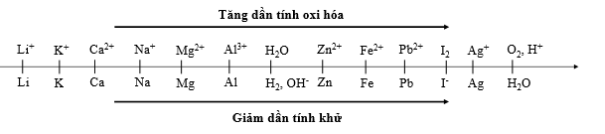 Tăng dần tính oxi hóa
Li⁺ K⁺ Ca²⁺ Na⁺ Mg²⁺ Al³⁺ H₂O Zn²⁺ Fe²⁺ Pb²⁺ I₂ Ag⁺ O₂, H⁺
Li K Ca Na Mg Al H₂, OH⁻ Zn Fe Pb I⁻ Ag H₂O
Giảm dần tính khử